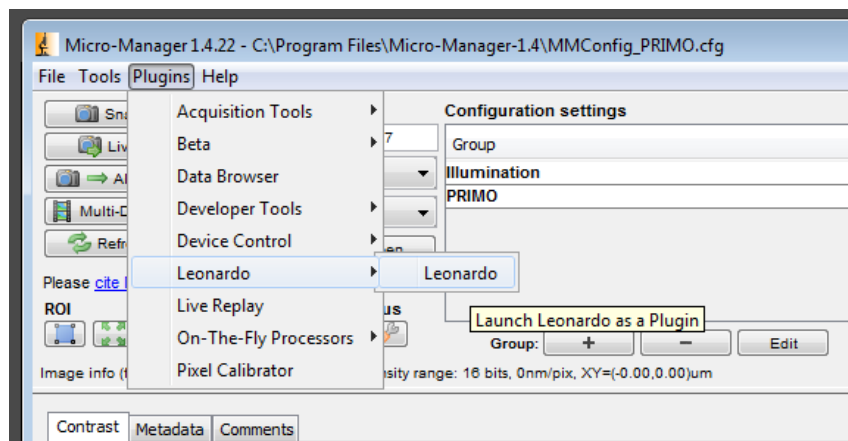 Micro-Manager 1.4.22 - C:\Program Files\Micro-Manager-1.4\MMConfig_PRIMO.cfg
File Tools Plugins Help
Acquisition Tools
Beta
Data Browser
Developer Tools
Device Control
Leonardo
Live Replay
On-The-Fly Processors
Pixel Calibrator
Leonardo
Launch Leonardo as a Plugin
Configuration settings
7
Group
Illumination
PRIMO
Multi-D
Please cite
ROI
Group: + − Edit
Image info
range: 16 bits, 0nm/pix, XY=(-0.00,0.00)um
Contrast Metadata Comments